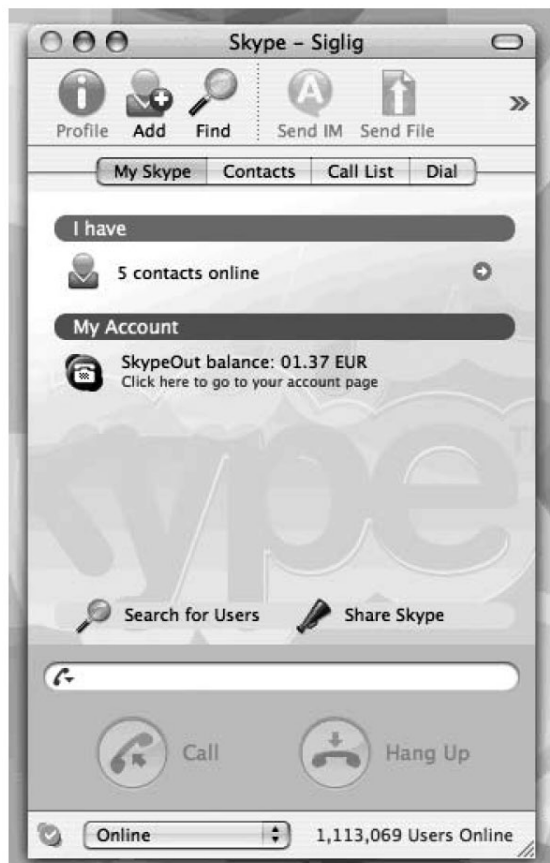 Skype – Siglig
Profile Add Find Send IM Send File
My Skype Contacts Call List Dial
I have
5 contacts online
My Account
SkypeOut balance: 01.37 EUR
Click here to go to your account page
skype TM
Search for Users Share Skype
Call Hang Up
Online 1,113,069 Users Online